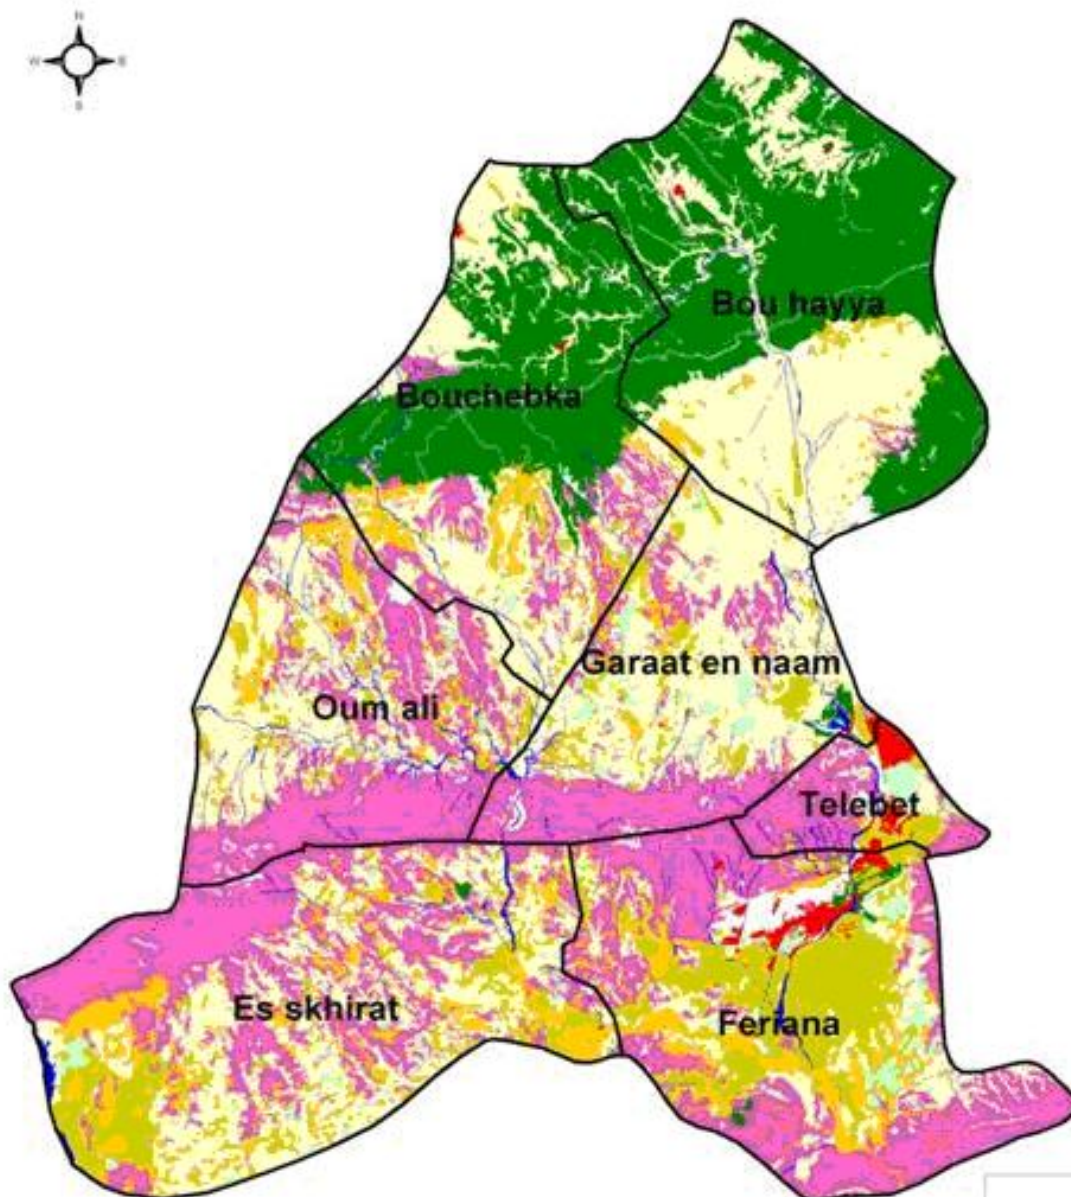 N
W E
S
Bou hayya
Bouchebka
Garaat en naam
Oum ali
Telebet
Es skhirat
Feriana